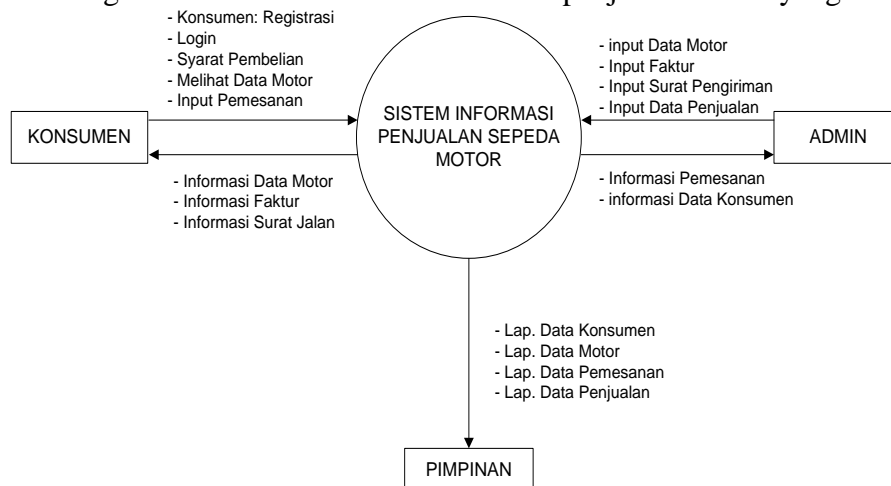 penju
- Konsumen: Registrasi
- Login
- Syarat Pembelian
- Melihat Data Motor
- Input Pemesanan
- input Data Motor
- Input Faktur
- Input Surat Pengiriman
- Input Data Penjualan
KONSUMEN
SISTEM INFORMASI
PENJUALAN SEPEDA
MOTOR
ADMIN
- Informasi Data Motor
- Informasi Faktur
- Informasi Surat Jalan
- Informasi Pemesanan
- informasi Data Konsumen
- Lap. Data Konsumen
- Lap. Data Motor
- Lap. Data Pemesanan
- Lap. Data Penjualan
PIMPINAN